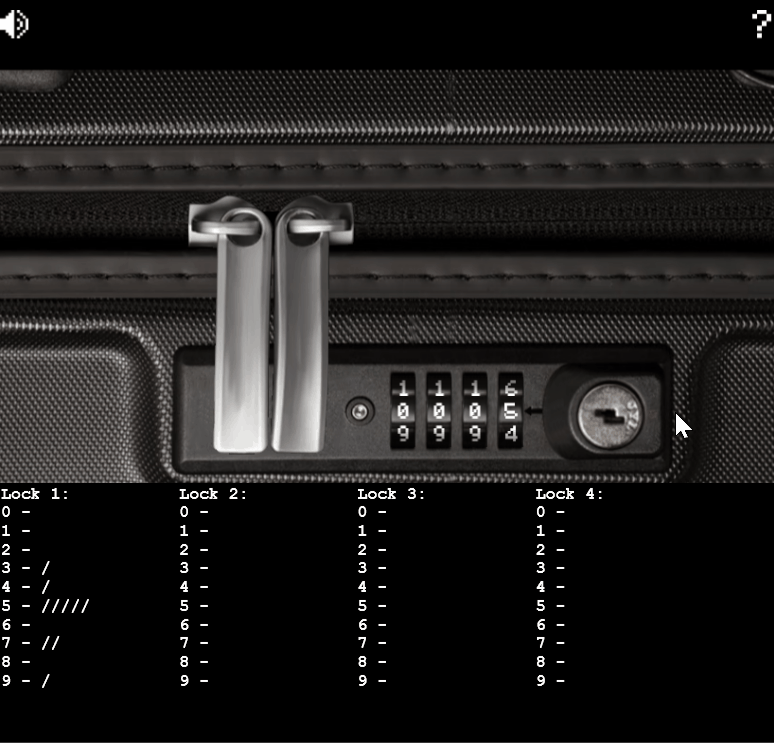 ?
1 1 1 6
0 0 0 5
9 9 9 4
Lock 1: Lock 2: Lock 3: Lock 4:
0 - 0 - 0 - 0 -
1 - 1 - 1 - 1 -
2 - 2 - 2 - 2 -
3 - / 3 - 3 - 3 -
4 - / 4 - 4 - 4 -
5 - ///// 5 - 5 - 5 -
6 - 6 - 6 - 6 -
7 - // 7 - 7 - 7 -
8 - 8 - 8 - 8 -
9 - / 9 - 9 - 9 -